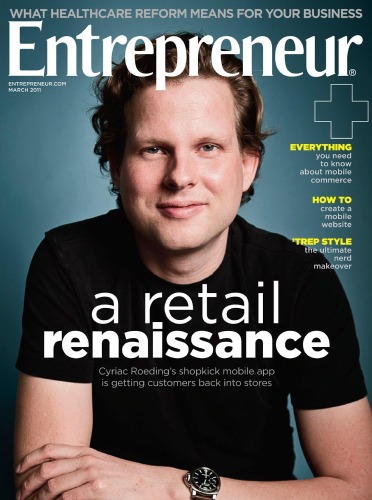 WHAT HEALTHCARE REFORM MEANS FOR YOUR BUSINESS
Entrepreneur®
ENTREPRENEUR.COM
MARCH 2011
EVERYTHING
you need
to know
about mobile
commerce
HOW TO
create a
mobile
website
'TREP STYLE
the ultimate
nerd
makeover
a retail
renaissance
Cyriac Roeding's shopkick mobile app
is getting customers back into stores